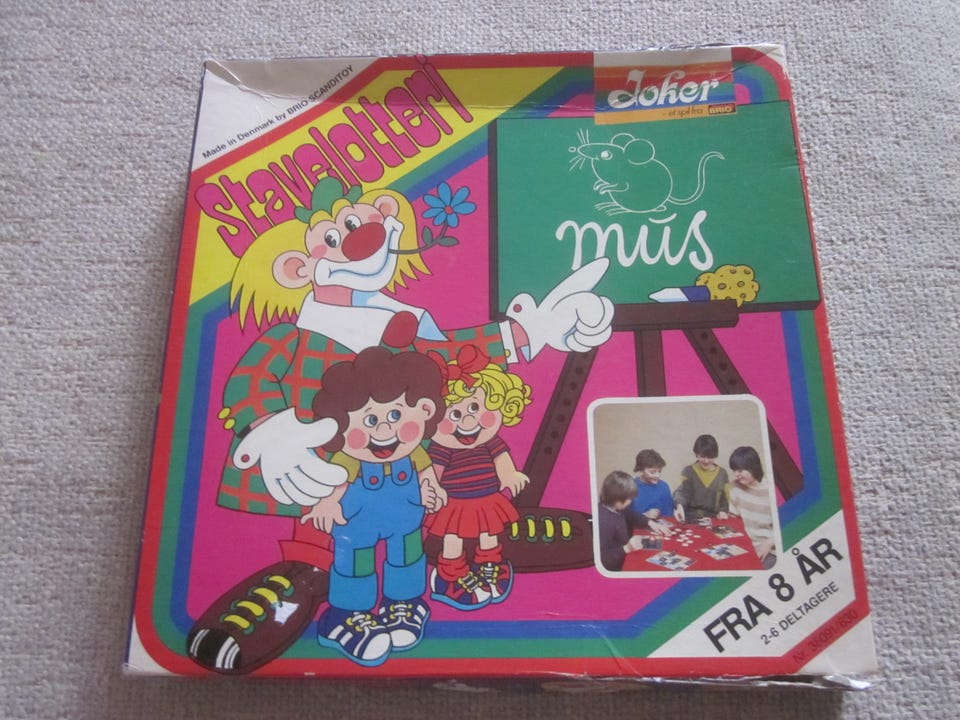 Made in Denmark by BRIO SCANDITOY
Stavelotteri
Joker
- et spil fra BRIO
mus
FRA 8 ÅR
2-6 DELTAGERE